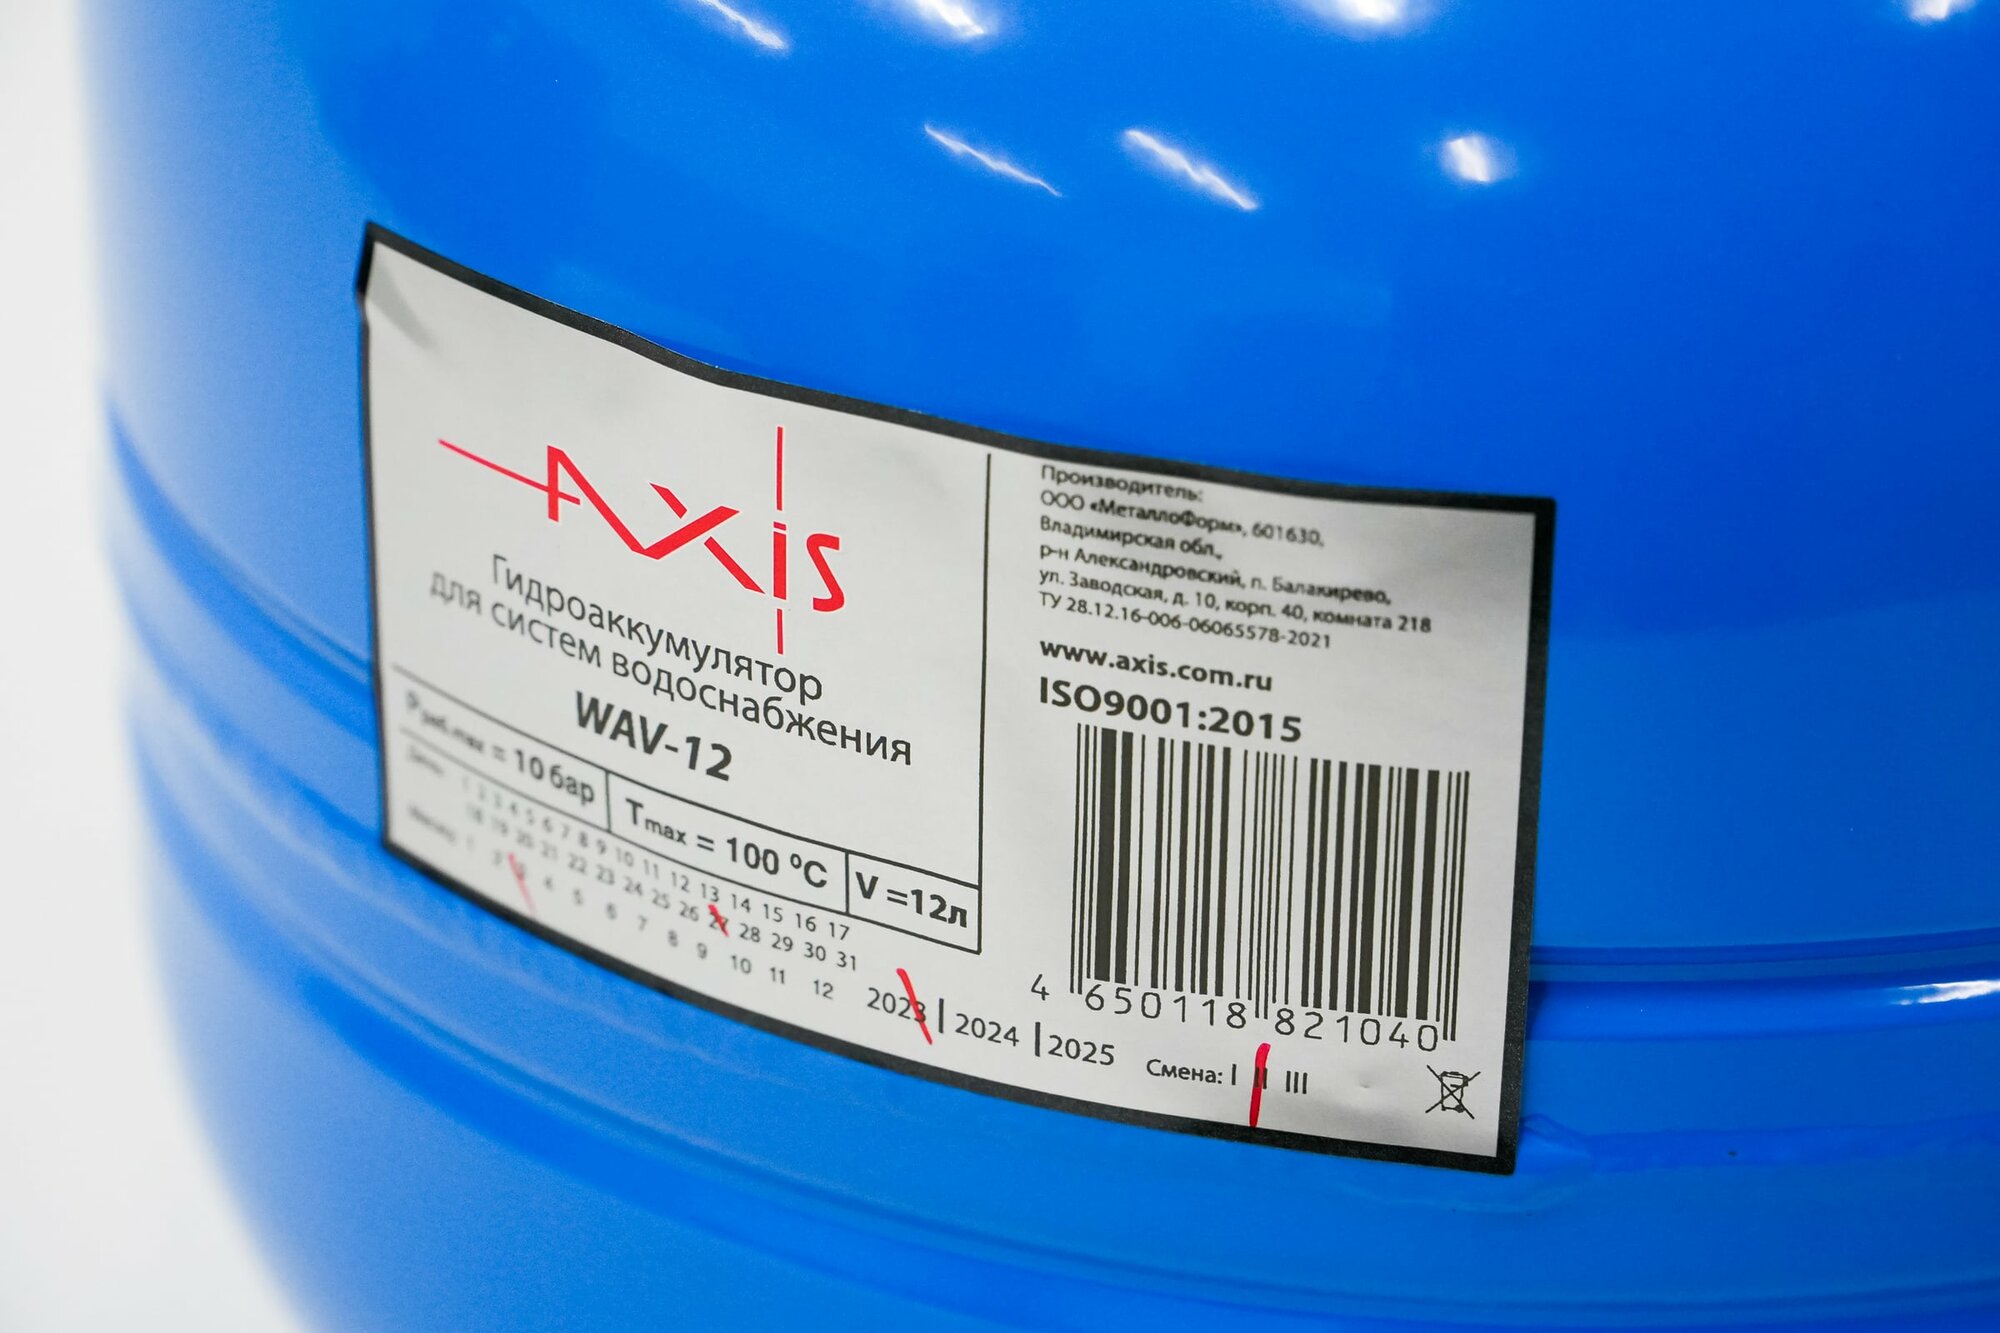 AXiS
Гидроаккумулятор
для систем водоснабжения
WAV-12
Pраб.max = 10 бар
Tmax = 100 ºC
V =12л
День: 1 2 3 4 5 6 7 8 9 10 11 12 13 14 15 16 17
18 19 20 21 22 23 24 25 26 27 28 29 30 31
Месяц: 1 2 3 4 5 6 7 8 9 10 11 12
2023 | 2024 | 2025
Смена: I II III
Производитель:
ООО «МеталлоФорм», 601630,
Владимирская обл.,
р-н Александровский, п. Балакирево,
ул. Заводская, д. 10, корп. 40, комната 218
ТУ 28.12.16-006-06065578-2021
www.axis.com.ru
ISO9001:2015
4 650118 821040